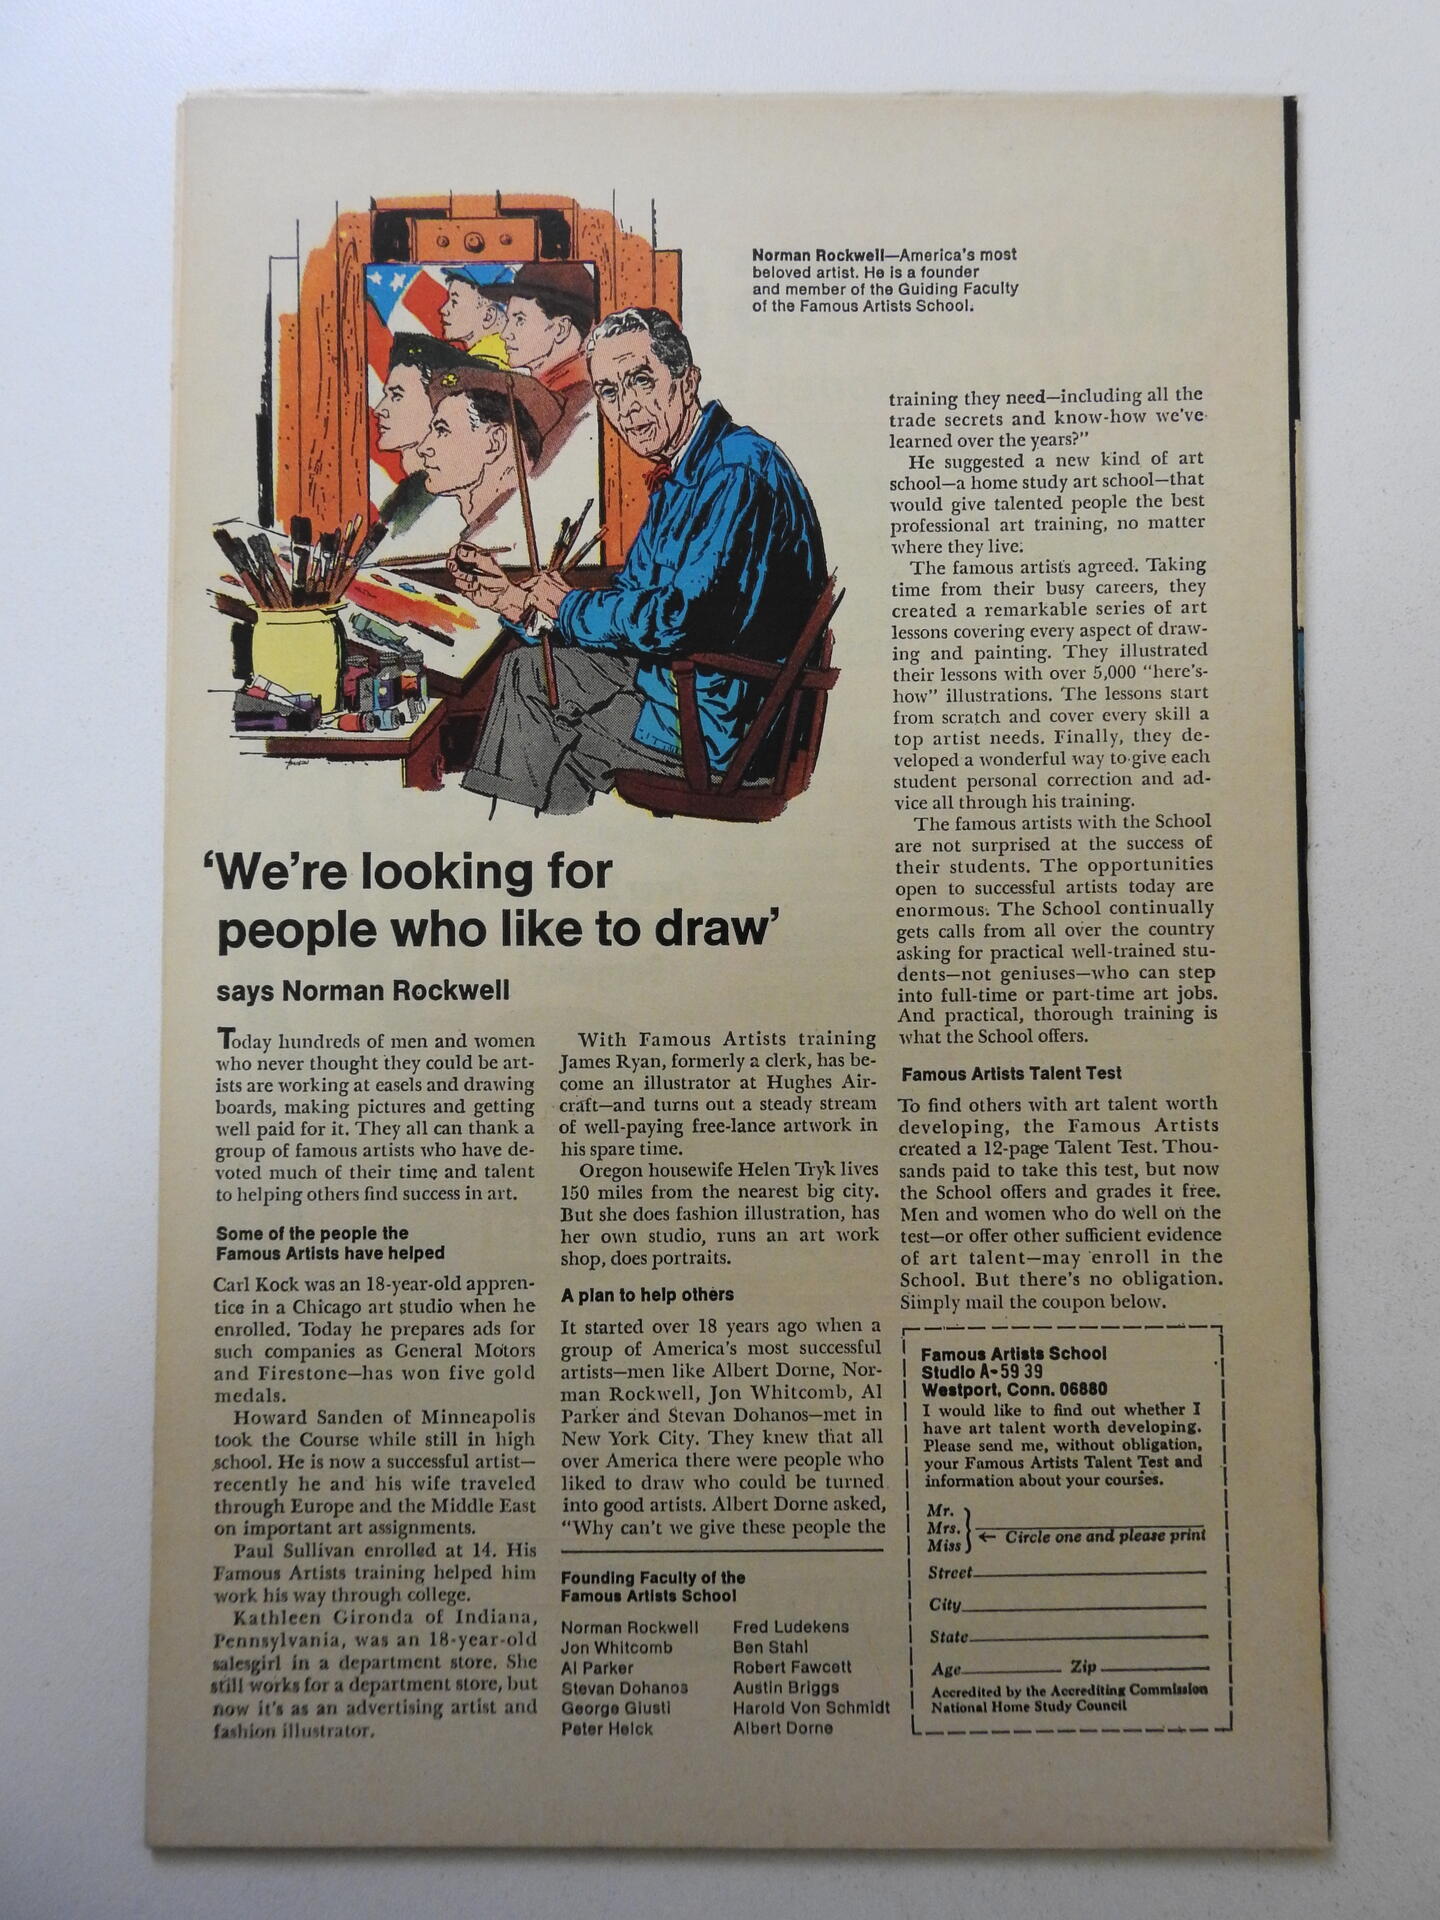 Norman Rockwell—America's most
beloved artist. He is a founder
and member of the Guiding Faculty
of the Famous Artists School.
‘We're looking for
people who like to draw’
says Norman Rockwell
Today hundreds of men and women
who never thought they could be art-
ists are working at easels and drawing
boards, making pictures and getting
well paid for it. They all can thank a
group of famous artists who have de-
voted much of their time and talent
to helping others find success in art.
Some of the people the
Famous Artists have helped
Carl Kock was an 18-year-old appren-
tice in a Chicago art studio when he
enrolled. Today he prepares ads for
such companies as General Motors
and Firestone—has won five gold
medals.
Howard Sanden of Minneapolis
took the Course while still in high
school. He is now a successful artist—
recently he and his wife traveled
through Europe and the Middle East
on important art assignments.
Paul Sullivan enrolled at 14. His
Famous Artists training helped him
work his way through college.
Kathleen Gironda of Indiana,
Pennsylvania, was an 18-year-old
salesgirl in a department store. She
still works for a department store, but
now it's as an advertising artist and
fashion illustrator.
With Famous Artists training
James Ryan, formerly a clerk, has be-
come an illustrator at Hughes Air-
craft—and turns out a steady stream
of well-paying free-lance artwork in
his spare time.
Oregon housewife Helen Tryk lives
150 miles from the nearest big city.
But she does fashion illustration, has
her own studio, runs an art work
shop, does portraits.
A plan to help others
It started over 18 years ago when a
group of America's most successful
artists—men like Albert Dorne, Nor-
man Rockwell, Jon Whitcomb, Al
Parker and Stevan Dohanos—met in
New York City. They knew that all
over America there were people who
liked to draw who could be turned
into good artists. Albert Dorne asked,
“Why can't we give these people the
training they need—including all the
trade secrets and know-how we've
learned over the years?”
He suggested a new kind of art
school—a home study art school—that
would give talented people the best
professional art training, no matter
where they live.
The famous artists agreed. Taking
time from their busy careers, they
created a remarkable series of art
lessons covering every aspect of draw-
ing and painting. They illustrated
their lessons with over 5,000 “here's-
how” illustrations. The lessons start
from scratch and cover every skill a
top artist needs. Finally, they de-
veloped a wonderful way to give each
student personal correction and ad-
vice all through his training.
The famous artists with the School
are not surprised at the success of
their students. The opportunities
open to successful artists today are
enormous. The School continually
gets calls from all over the country
asking for practical well-trained stu-
dents—not geniuses—who can step
into full-time or part-time art jobs.
And practical, thorough training is
what the School offers.
Famous Artists Talent Test
To find others with art talent worth
developing, the Famous Artists
created a 12-page Talent Test. Thou-
sands paid to take this test, but now
the School offers and grades it free.
Men and women who do well on the
test—or offer other sufficient evidence
of art talent—may enroll in the
School. But there's no obligation.
Simply mail the coupon below.
Founding Faculty of the
Famous Artists School
Norman Rockwell
Jon Whitcomb
Al Parker
Stevan Dohanos
George Giusti
Peter Helck
Fred Ludekens
Ben Stahl
Robert Fawcett
Austin Briggs
Harold Von Schmidt
Albert Dorne
Famous Artists School
Studio A-59 39
Westport, Conn. 06880
I would like to find out whether I
have art talent worth developing.
Please send me, without obligation,
your Famous Artists Talent Test and
information about your courses.
Mr.
Mrs.
Miss
← Circle one and please print
Street
City
State
Age Zip
Accredited by the Accrediting Commission
National Home Study Council